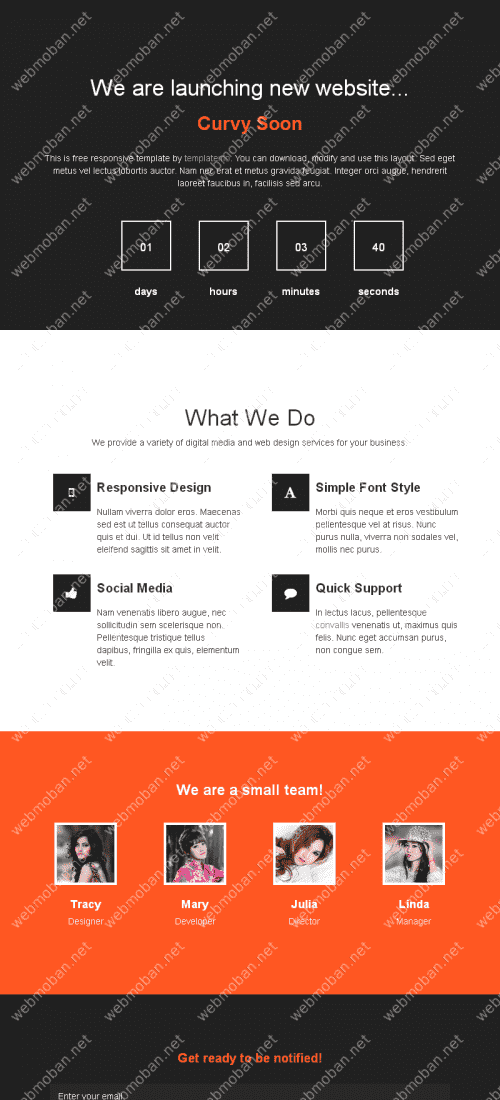 We are launching new website...
Curvy Soon
This is free responsive template by templatemo. You can download, modify and use this layout. Sed eget
metus vel lectus lobortis auctor. Nam nec erat et metus gravida feugiat. Integer orci augue, hendrerit
laoreet faucibus in, facilisis sed arcu.
01 02 03 40
days hours minutes seconds
What We Do
We provide a variety of digital media and web design services for your business.
Responsive Design
Nullam viverra dolor eros. Maecenas
sed est ut tellus consequat auctor
quis et dui. Ut id tellus non velit
eleifend sagittis sit amet in velit.
A
Simple Font Style
Morbi quis neque et eros vestibulum
pellentesque vel at risus. Nunc
purus nulla, viverra non sodales vel,
mollis nec purus.
Social Media
Nam venenatis libero augue, nec
sollicitudin sem scelerisque non.
Pellentesque tristique tellus
dapibus, fringilla ex quis, elementum
velit.
Quick Support
In lectus lacus, pellentesque
convallis venenatis ut, maximus quis
felis. Nunc eget accumsan purus,
non congue sem.
We are a small team!
Tracy Mary Julia Linda
Designer Developer Director Manager
Get ready to be notified!
Enter your email
webmoban.net